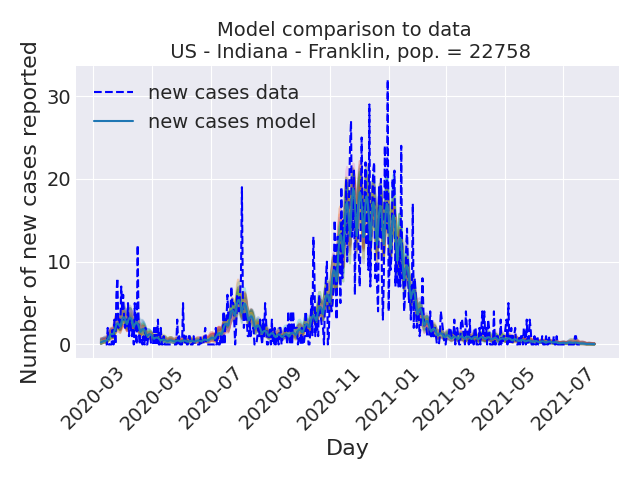 Model comparison to data
US - Indiana - Franklin, pop. = 22758
Number of new cases reported
new cases data
new cases model
30
20
10
0
2020-03
2020-05
2020-07
2020-09
2020-11
2021-01
2021-03
2021-05
2021-07
Day